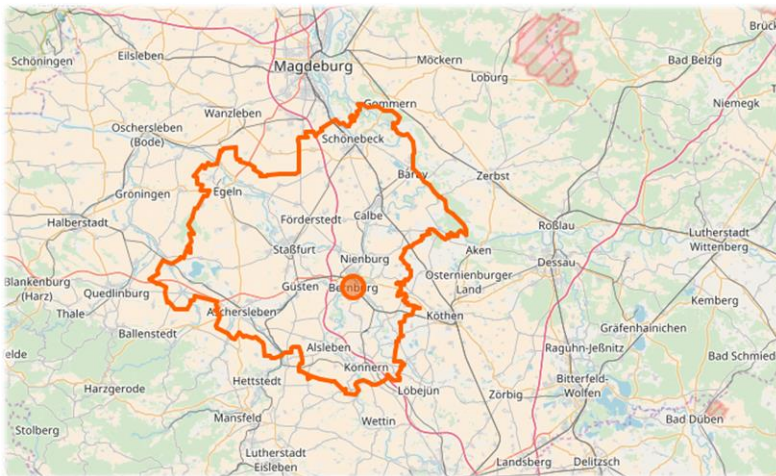 Schöningen
Eilsleben
Magdeburg
Möckern
Loburg
Bad Belzig
Niemegk
Wanzleben
Gommern
Oschersleben
(Bode)
Schönebeck
Barby
Zerbst
Gröningen
Egeln
Halberstadt
Förderstedt
Calbe
Roßlau
Lutherstadt
Wittenberg
Staßfurt
Aken
Dessau
Nienburg
Osternienburger
Land
Blankenburg
(Harz)
Quedlinburg
Güsten
Bernburg
Kemberg
Thale
Aschersleben
Köthen
Gräfenhainichen
Ballenstedt
Alsleben
Raguhn-Jeßnitz
Könnern
Hettstedt
Bitterfeld-
Wolfen
Harzgerode
Löbejün
Zörbig
Mansfeld
Wettin
Bad Düben
Stolberg
Lutherstadt
Eisleben
Landsberg
Delitzsch